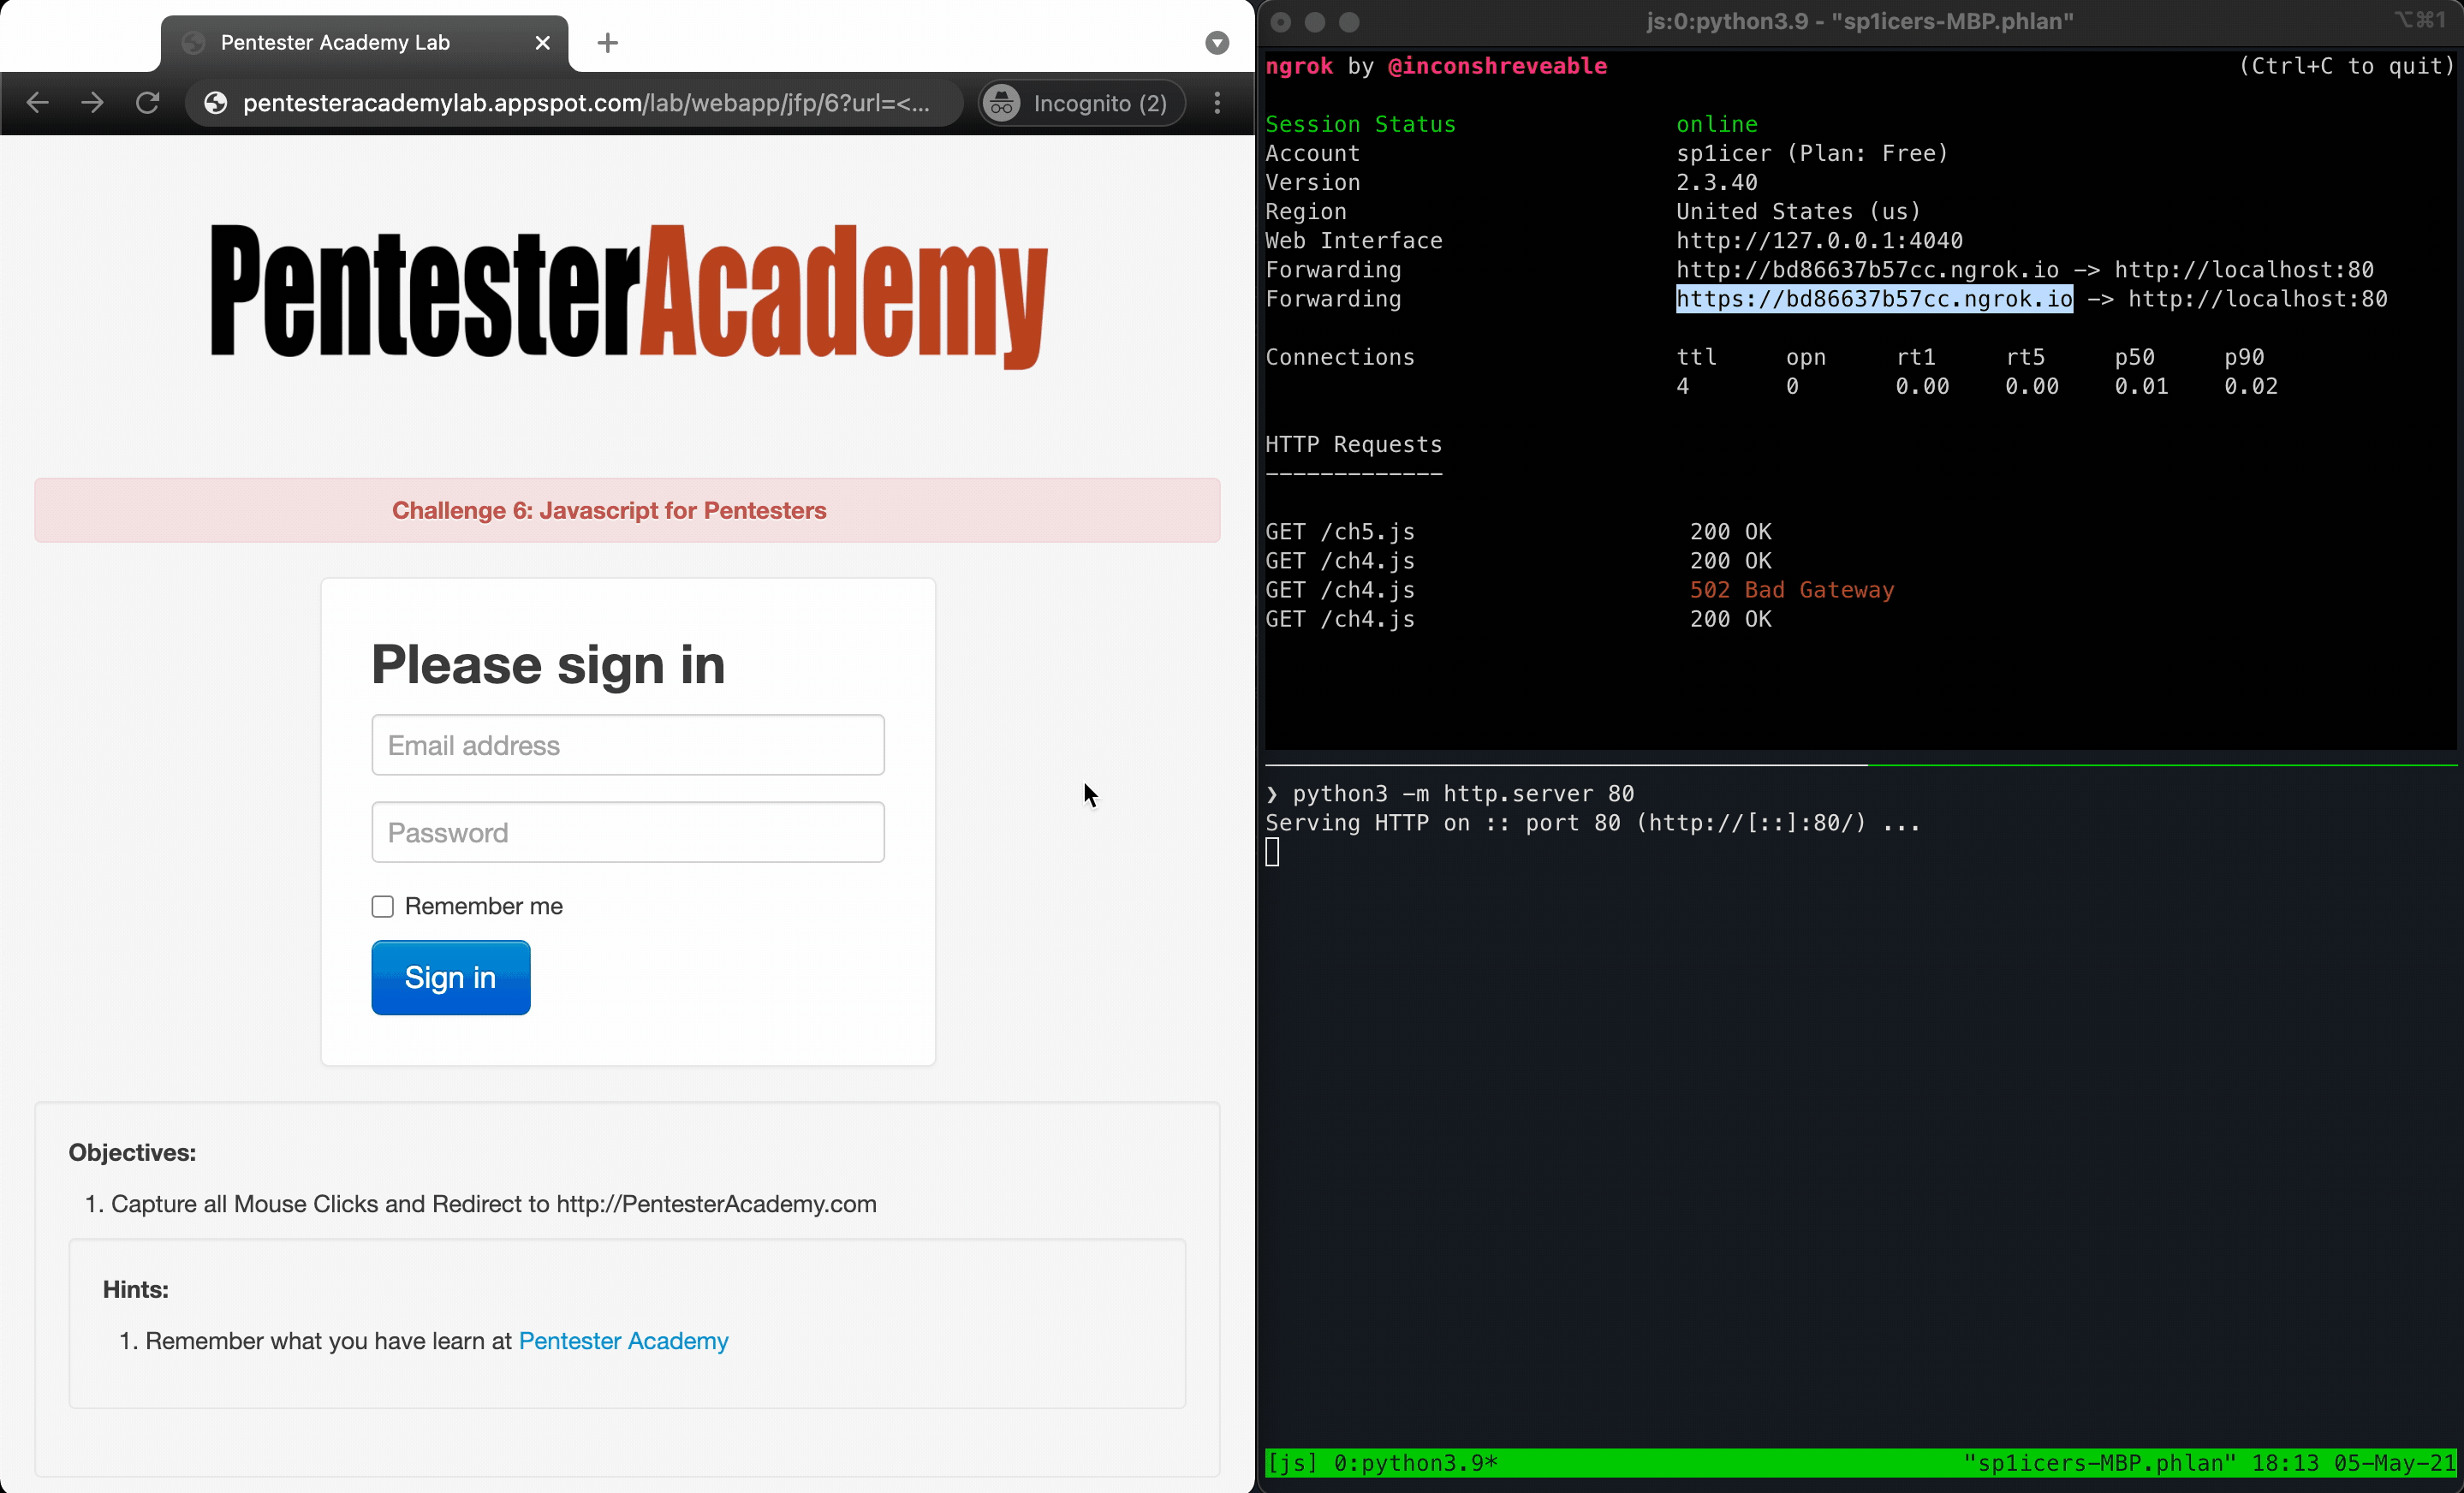 Pentester Academy Lab
pentesteracademylab.appspot.com/lab/webapp/jfp/6?url=<...
Incognito (2)
PentesterAcademy
Challenge 6: Javascript for Pentesters
Please sign in
Email address
Password
Remember me
Sign in
Objectives:
1. Capture all Mouse Clicks and Redirect to http://PentesterAcademy.com
Hints:
1. Remember what you have learn at Pentester Academy
js:0:python3.9 - "sp1icers-MBP.phlan"
⌥⌘1
ngrok by @inconshreveable (Ctrl+C to quit)
Session Status online
Account sp1icer (Plan: Free)
Version 2.3.40
Region United States (us)
Web Interface http://127.0.0.1:4040
Forwarding http://bd86637b57cc.ngrok.io -> http://localhost:80
Forwarding https://bd86637b57cc.ngrok.io -> http://localhost:80
Connections ttl opn rt1 rt5 p50 p90
4 0 0.00 0.00 0.01 0.02
HTTP Requests
-------------
GET /ch5.js 200 OK
GET /ch4.js 200 OK
GET /ch4.js 502 Bad Gateway
GET /ch4.js 200 OK
❯ python3 -m http.server 80
Serving HTTP on :: port 80 (http://[::]:80/) ...
[js] 0:python3.9* "sp1icers-MBP.phlan" 18:13 05-May-21